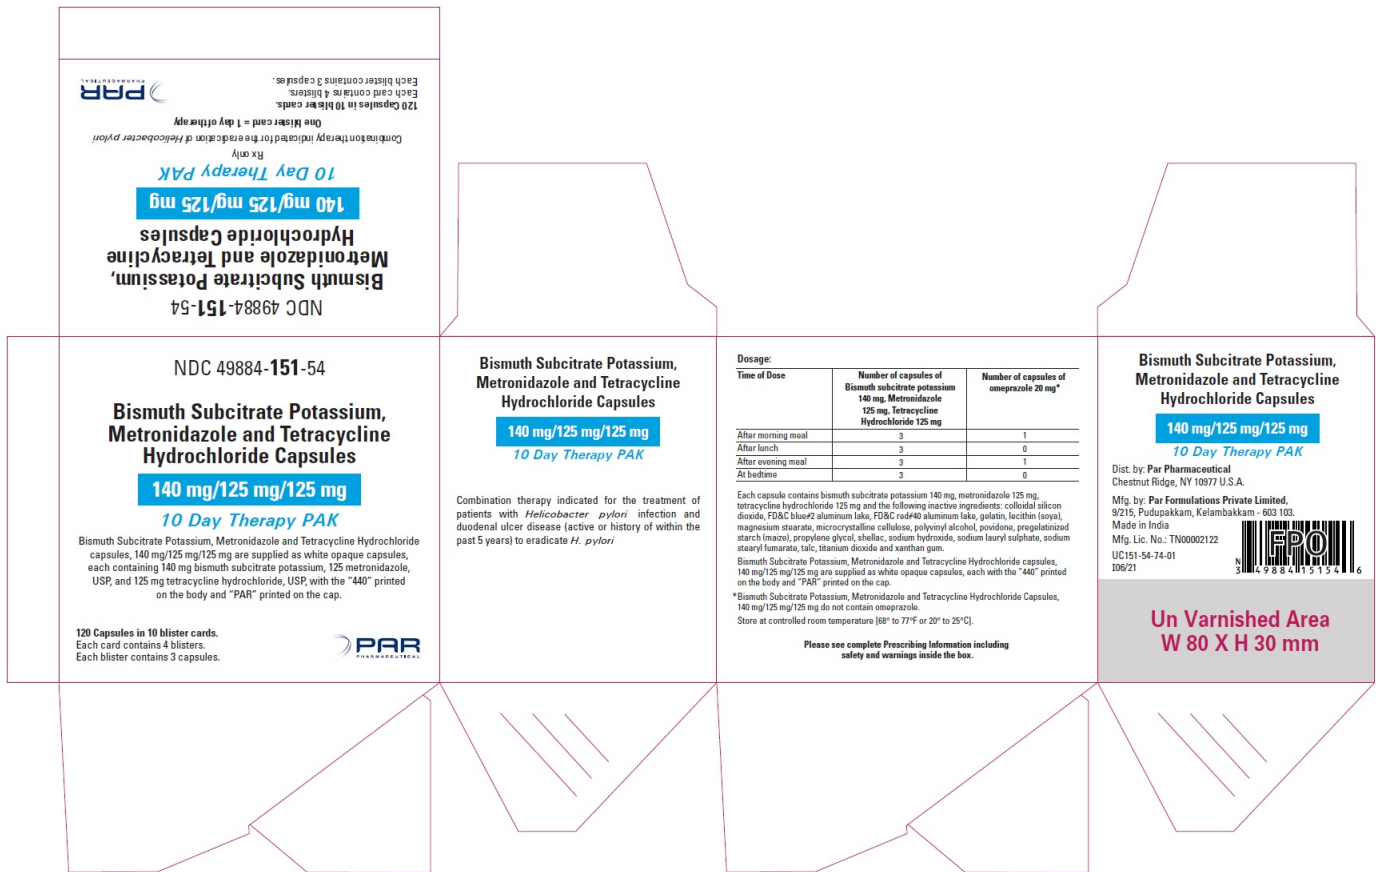 NDC 49884-151-54
Bismuth Subcitrate Potassium,
Metronidazole and Tetracycline
Hydrochloride Capsules
140 mg/125 mg/125 mg
10 Day Therapy PAK
Rx only
Combination therapy indicated for the eradication of Helicobacter pylori
One blister card = 1 day of therapy
120 Capsules in 10 blister cards.
Each card contains 4 blisters.
Each blister contains 3 capsules.
PAR
PHARMACEUTICAL
NDC 49884-151-54
Bismuth Subcitrate Potassium,
Metronidazole and Tetracycline
Hydrochloride Capsules
140 mg/125 mg/125 mg
10 Day Therapy PAK
Bismuth Subcitrate Potassium, Metronidazole and Tetracycline Hydrochloride
capsules, 140 mg/125 mg/125 mg are supplied as white opaque capsules,
each containing 140 mg bismuth subcitrate potassium, 125 metronidazole,
USP, and 125 mg tetracycline hydrochloride, USP, with the "440" printed
on the body and "PAR" printed on the cap.
120 Capsules in 10 blister cards.
Each card contains 4 blisters.
Each blister contains 3 capsules.
PAR
PHARMACEUTICAL
Bismuth Subcitrate Potassium,
Metronidazole and Tetracycline
Hydrochloride Capsules
140 mg/125 mg/125 mg
10 Day Therapy PAK
Combination therapy indicated for the treatment of
patients with Helicobacter pylori infection and
duodenal ulcer disease (active or history of within the
past 5 years) to eradicate H. pylori
Dosage:
Time of Dose
Number of capsules of
Bismuth subcitrate potassium
140 mg, Metronidazole
125 mg, Tetracycline
Hydrochloride 125 mg
Number of capsules of
omeprazole 20 mg*
After morning meal 3 1
After lunch 3 0
After evening meal 3 1
At bedtime 3 0
Each capsule contains bismuth subcitrate potassium 140 mg, metronidazole 125 mg,
tetracycline hydrochloride 125 mg and the following inactive ingredients: colloidal silicon
dioxide, FD&C blue#2 aluminum lake, FD&C red#40 aluminum lake, gelatin, lecithin (soya),
magnesium stearate, microcrystalline cellulose, polyvinyl alcohol, povidone, pregelatinized
starch (maize), propylene glycol, shellac, sodium hydroxide, sodium lauryl sulphate, sodium
stearyl fumarate, talc, titanium dioxide and xanthan gum.
Bismuth Subcitrate Potassium, Metronidazole and Tetracycline Hydrochloride capsules,
140 mg/125 mg/125 mg are supplied as white opaque capsules, each with the "440" printed
on the body and "PAR" printed on the cap.
*Bismuth Subcitrate Potassium, Metronidazole and Tetracycline Hydrochloride Capsules,
140 mg/125 mg/125 mg do not contain omeprazole.
Store at controlled room temperature [68° to 77°F or 20° to 25°C].
Please see complete Prescribing Information including
safety and warnings inside the box.
Bismuth Subcitrate Potassium,
Metronidazole and Tetracycline
Hydrochloride Capsules
140 mg/125 mg/125 mg
10 Day Therapy PAK
Dist. by: Par Pharmaceutical
Chestnut Ridge, NY 10977 U.S.A.
Mfg. by: Par Formulations Private Limited,
9/215, Pudupakkam, Kelambakkam - 603 103.
Made in India
Mfg. Lic. No.: TN00002122
UC151-54-74-01
I06/21
FPO
N
3 49884 15154 6
Un Varnished Area
W 80 X H 30 mm